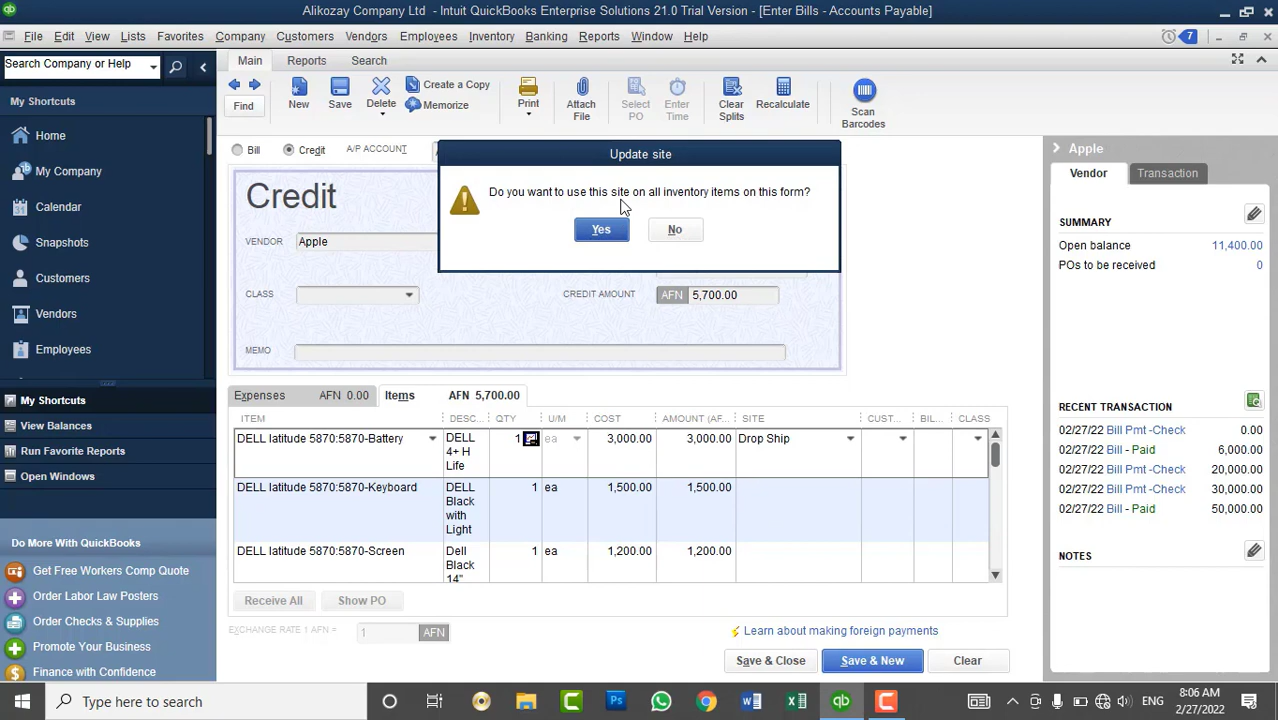 Alikozay Company Ltd - Intuit QuickBooks Enterprise Solutions 21.0 Trial Version - [Enter Bills - Accounts Payable]
File Edit View Lists Favorites Company Customers Vendors Employees Inventory Banking Reports Window Help 7
Search Company or Help
My Shortcuts
Home
My Company
Calendar
Snapshots
Customers
Vendors
Employees
My Shortcuts
View Balances
Run Favorite Reports
Open Windows
Do More With QuickBooks
Get Free Workers Comp Quote
Order Labor Law Posters
Order Checks & Supplies
Promote Your Business
Finance with Confidence
Main Reports Search
Find New Save Delete Create a Copy Memorize Print Attach File Select PO Enter Time Clear Splits Recalculate Scan Barcodes
Bill Credit A/P ACCOUNT
Update site
Do you want to use this site on all inventory items on this form?
Yes No
Credit
VENDOR Apple
CLASS CREDIT AMOUNT AFN 5,700.00
MEMO
Expenses AFN 0.00 Items AFN 5,700.00
ITEM DESC... QTY U/M COST AMOUNT (AF... SITE CUST... BIL... CLASS
DELL latitude 5870:5870-Battery DELL 4+ H Life 1 ea 3,000.00 3,000.00 Drop Ship
DELL latitude 5870:5870-Keyboard DELL Black with Light 1 ea 1,500.00 1,500.00
DELL latitude 5870:5870-Screen Dell Black 14" 1 ea 1,200.00 1,200.00
Receive All Show PO
EXCHANGE RATE 1 AFN = 1 AFN
Learn about making foreign payments
Save & Close Save & New Clear
Apple
Vendor Transaction
SUMMARY
Open balance 11,400.00
POs to be received 0
RECENT TRANSACTION
02/27/22 Bill Pmt -Check 0.00
02/27/22 Bill - Paid 6,000.00
02/27/22 Bill Pmt -Check 20,000.00
02/27/22 Bill Pmt -Check 30,000.00
02/27/22 Bill - Paid 50,000.00
NOTES
Type here to search
ENG
8:06 AM
2/27/2022